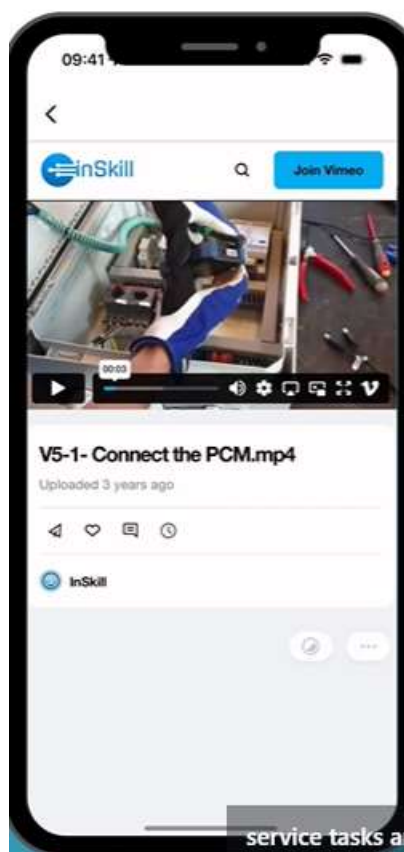 09:41
inSkill
Join Vimeo
00:03
V5-1- Connect the PCM.mp4
Uploaded 3 years ago
InSkill
service tasks a